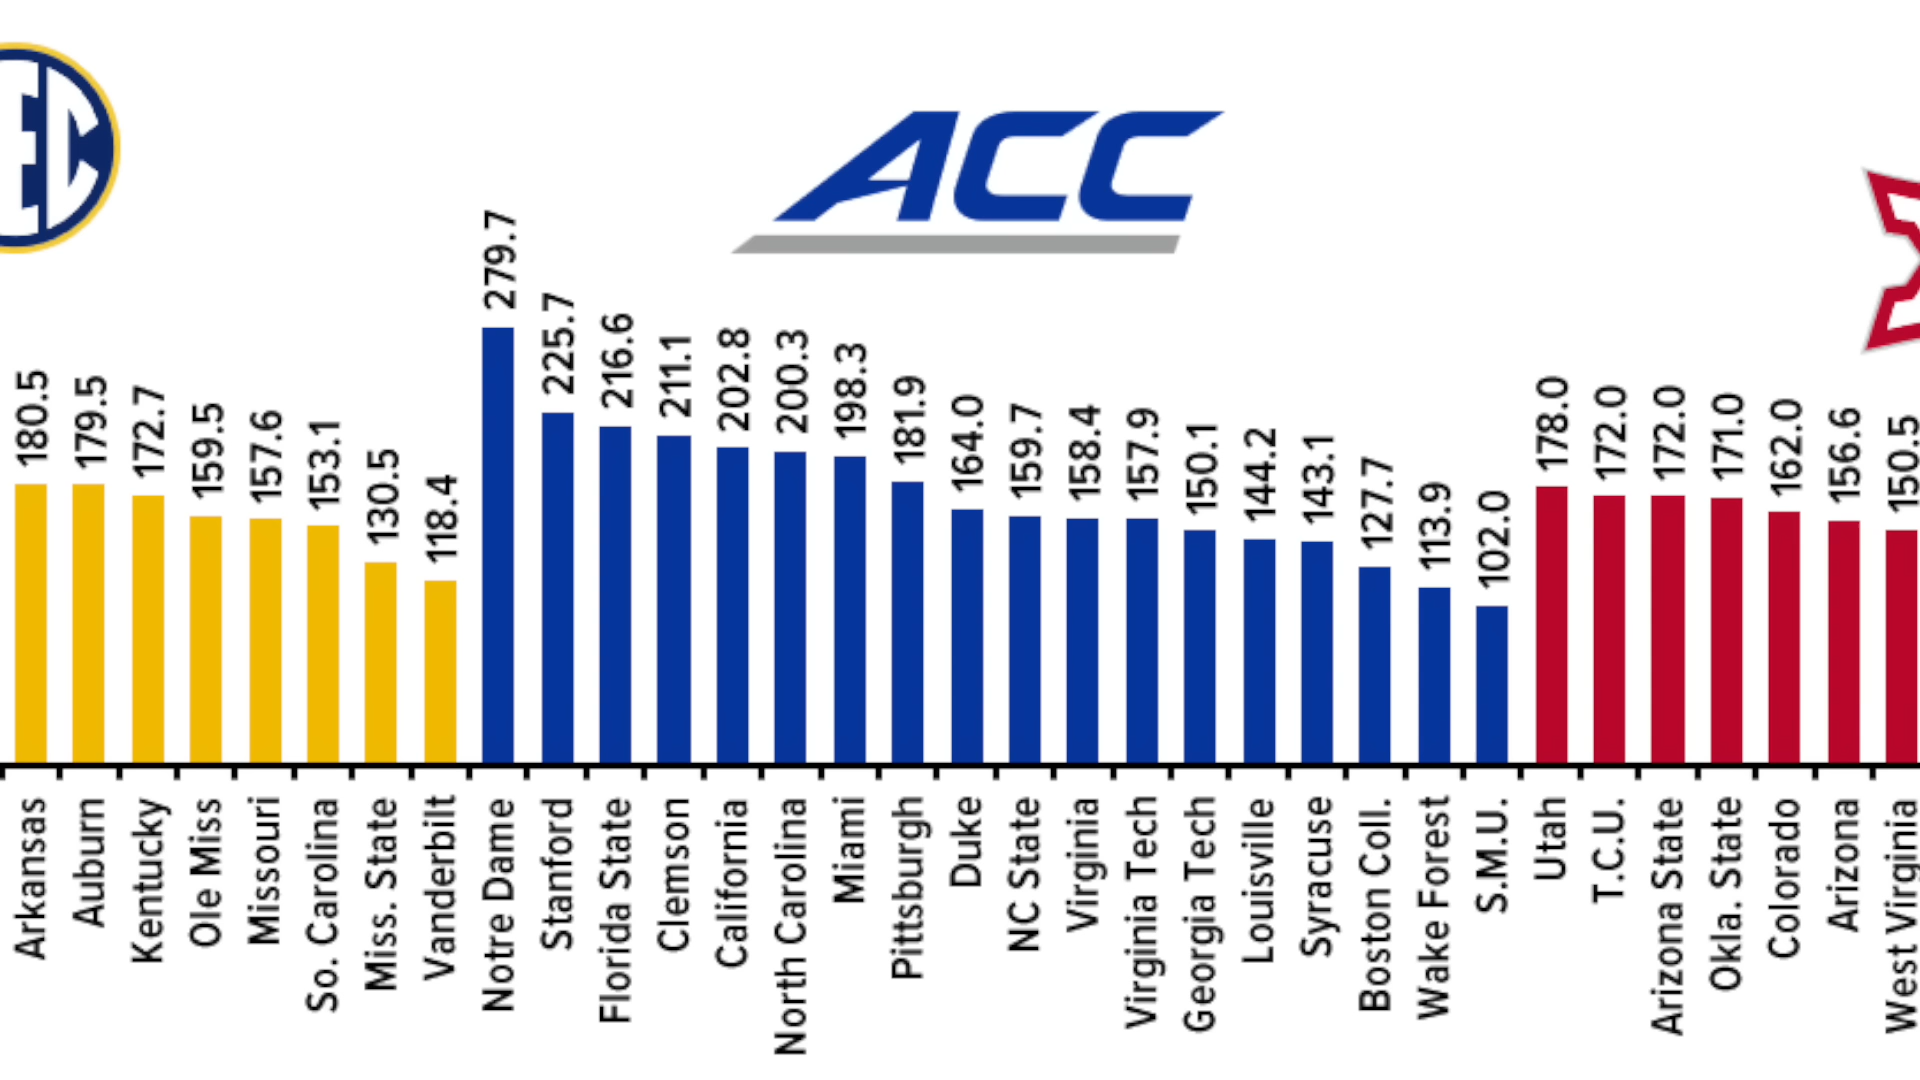 EC
ACC
180.5
179.5
172.7
159.5
157.6
153.1
130.5
118.4
279.7
225.7
216.6
211.1
202.8
200.3
198.3
181.9
164.0
159.7
158.4
157.9
150.1
144.2
143.1
127.7
113.9
102.0
178.0
172.0
172.0
171.0
162.0
156.6
150.5
Arkansas
Auburn
Kentucky
Ole Miss
Missouri
So. Carolina
Miss. State
Vanderbilt
Notre Dame
Stanford
Florida State
Clemson
California
North Carolina
Miami
Pittsburgh
Duke
NC State
Virginia
Virginia Tech
Georgia Tech
Louisville
Syracuse
Boston Coll.
Wake Forest
S.M.U.
Utah
T.C.U.
Arizona State
Okla. State
Colorado
Arizona
West Virginia